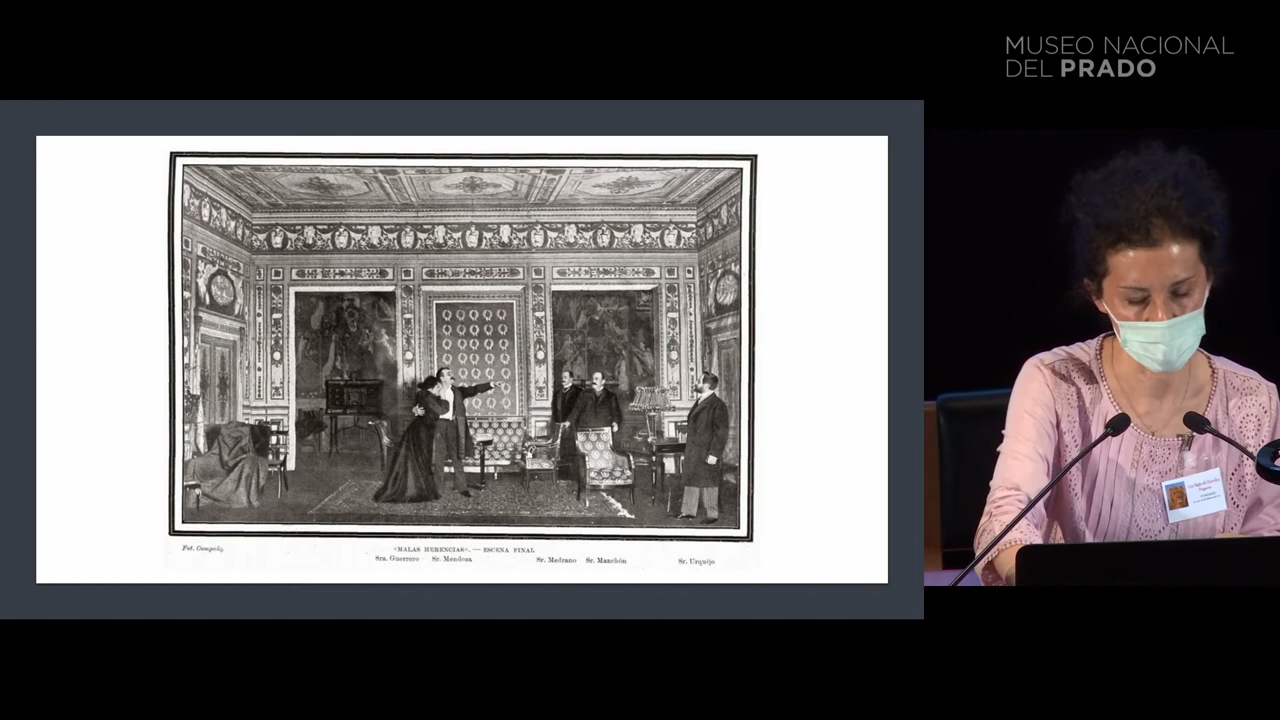 MUSEO NACIONAL
DEL PRADO
Fot. Campúa.
«MALAS HERENCIAS». — ESCENA FINAL
Sra. Guerrero Sr. Mendoza Sr. Medrano Sr. Manchón Sr. Urquijo